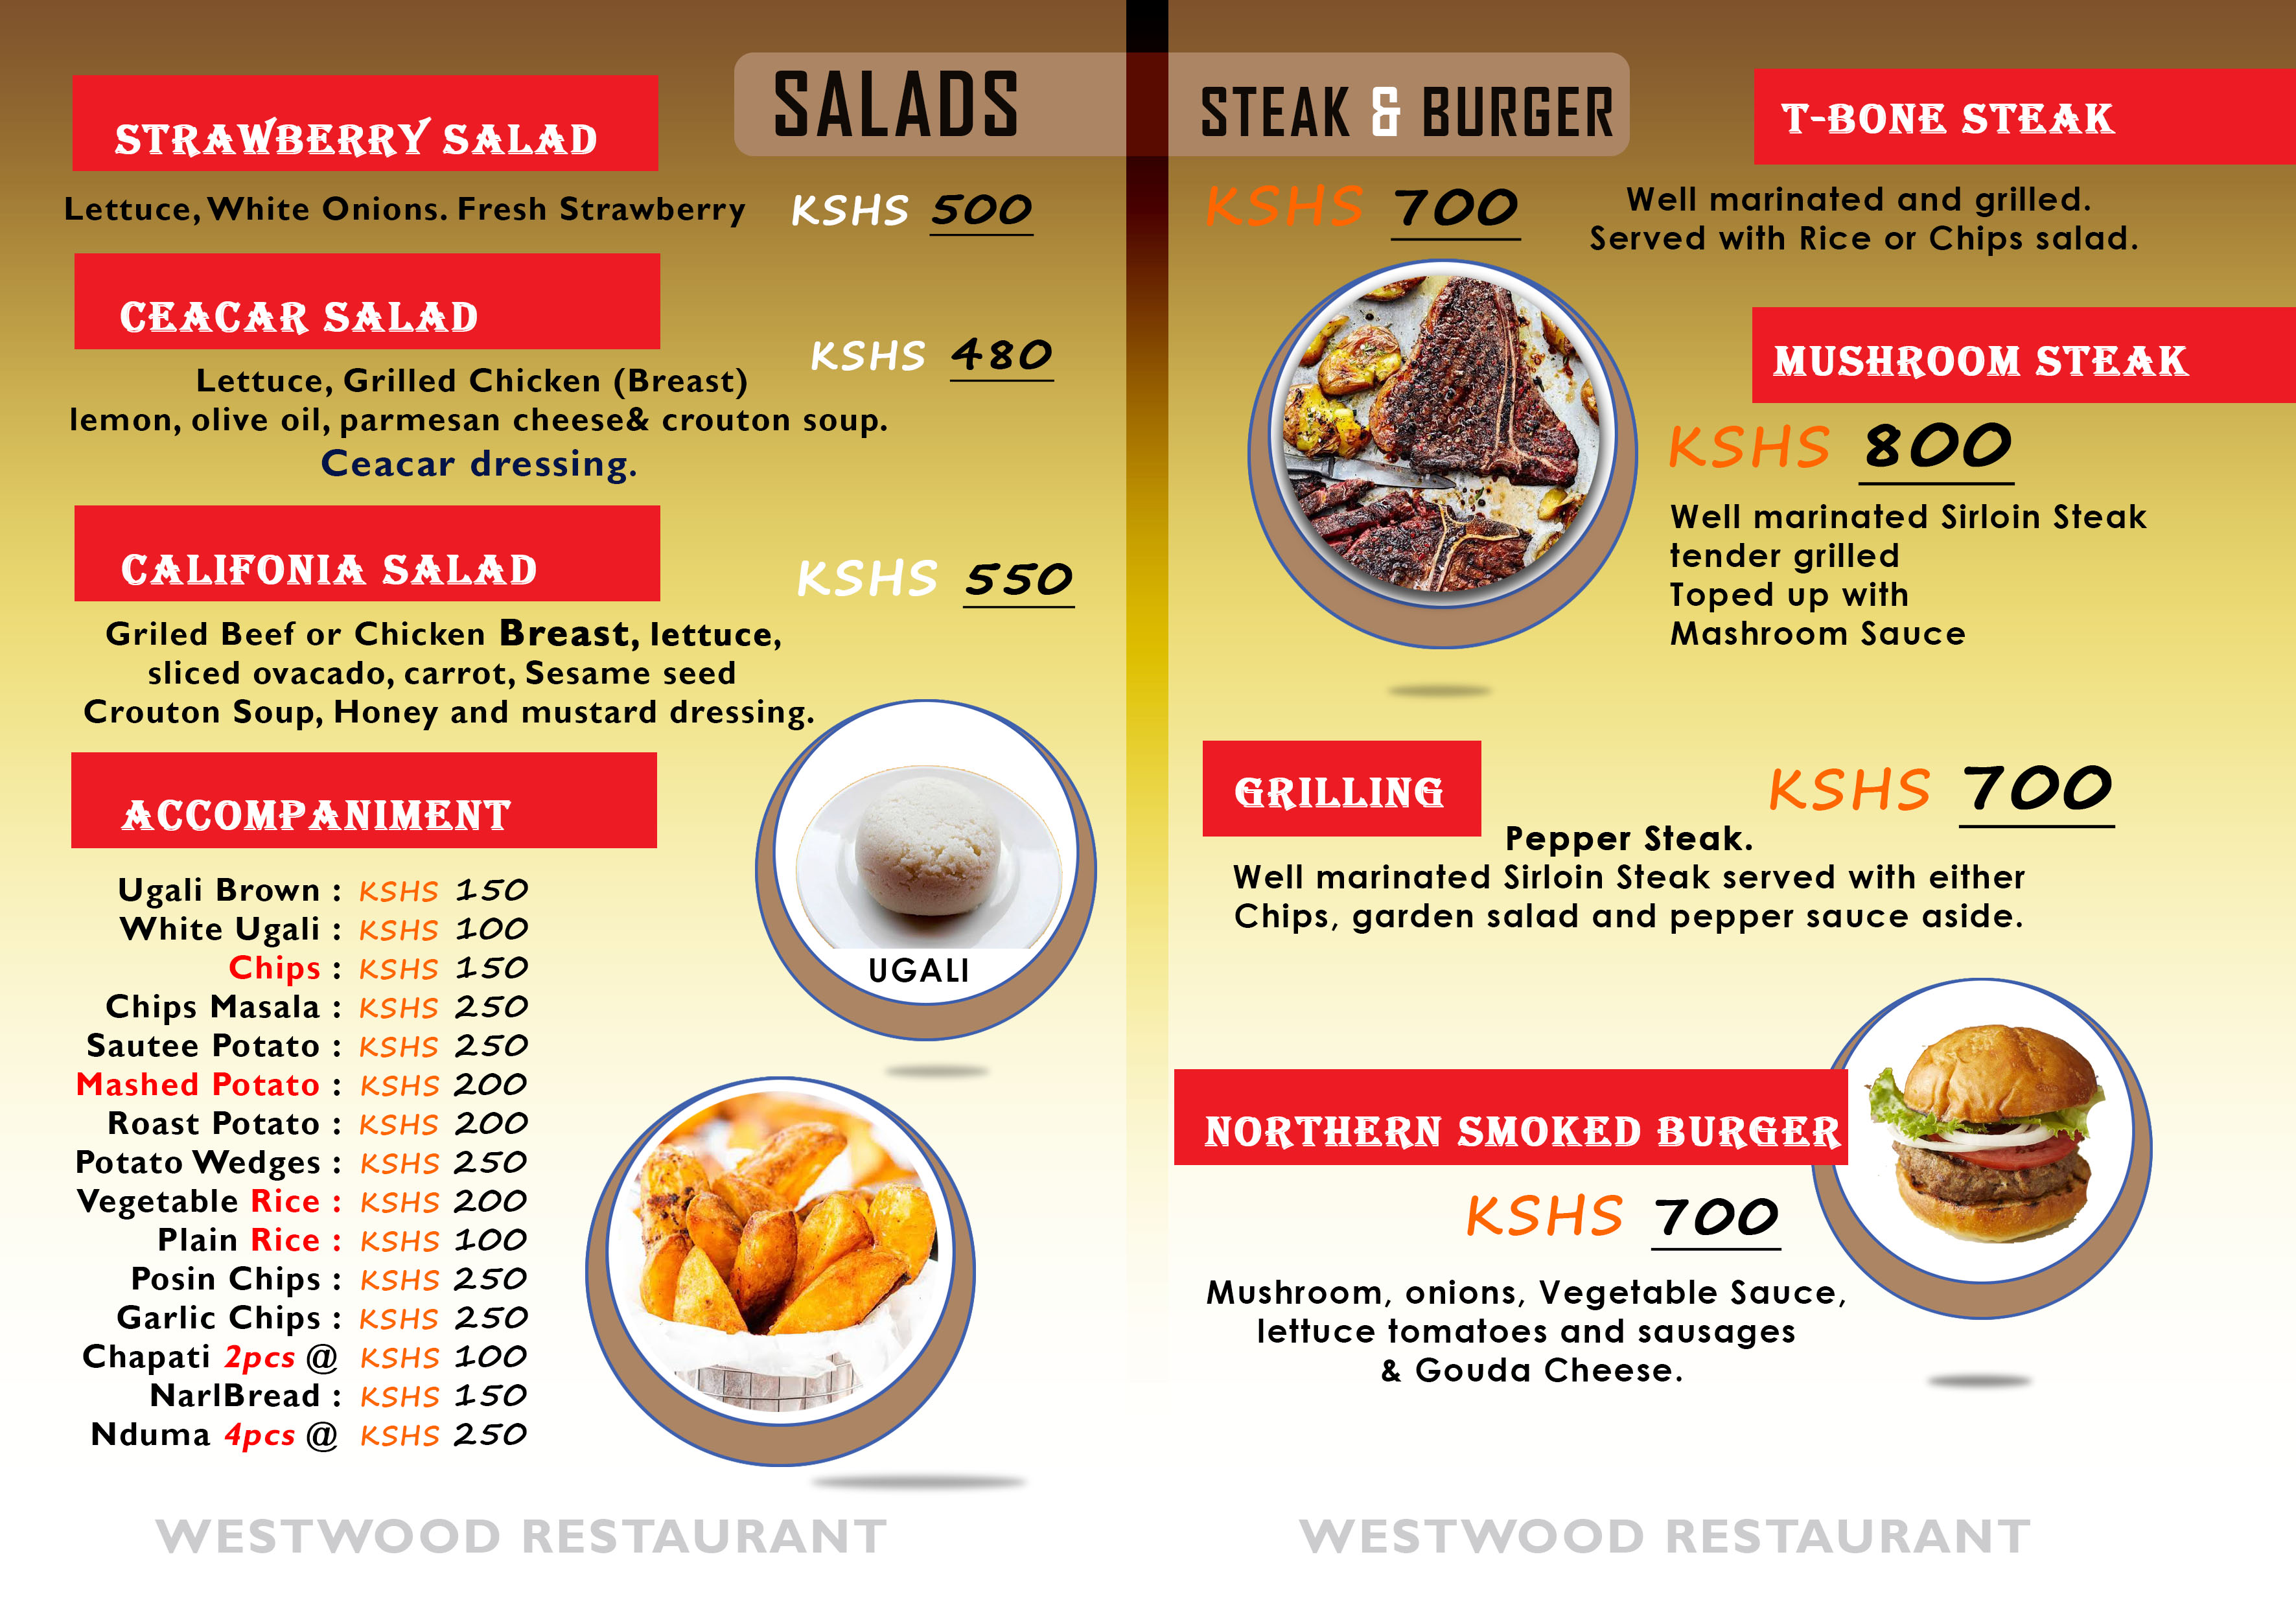 SALADS
STRAWBERRY SALAD
Lettuce, White Onions. Fresh Strawberry KSHS 500
CEACAR SALAD
KSHS 480
Lettuce, Grilled Chicken (Breast)
lemon, olive oil, parmesan cheese& crouton soup.
Ceacar dressing.
CALIFONIA SALAD
KSHS 550
Griled Beef or Chicken Breast, lettuce,
sliced ovacado, carrot, Sesame seed
Crouton Soup, Honey and mustard dressing.
ACCOMPANIMENT
Ugali Brown : KSHS 150
White Ugali : KSHS 100
Chips : KSHS 150
Chips Masala : KSHS 250
Sautee Potato : KSHS 250
Mashed Potato : KSHS 200
Roast Potato : KSHS 200
Potato Wedges : KSHS 250
Vegetable Rice : KSHS 200
Plain Rice : KSHS 100
Posin Chips : KSHS 250
Garlic Chips : KSHS 250
Chapati 2pcs @ KSHS 100
NarlBread : KSHS 150
Nduma 4pcs @ KSHS 250
UGALI
WESTWOOD RESTAURANT
STEAK & BURGER
T-BONE STEAK
KSHS 700
Well marinated and grilled.
Served with Rice or Chips salad.
MUSHROOM STEAK
KSHS 800
Well marinated Sirloin Steak
tender grilled
Toped up with
Mashroom Sauce
GRILLING
KSHS 700
Pepper Steak.
Well marinated Sirloin Steak served with either
Chips, garden salad and pepper sauce aside.
NORTHERN SMOKED BURGER
KSHS 700
Mushroom, onions, Vegetable Sauce,
lettuce tomatoes and sausages
& Gouda Cheese.
WESTWOOD RESTAURANT